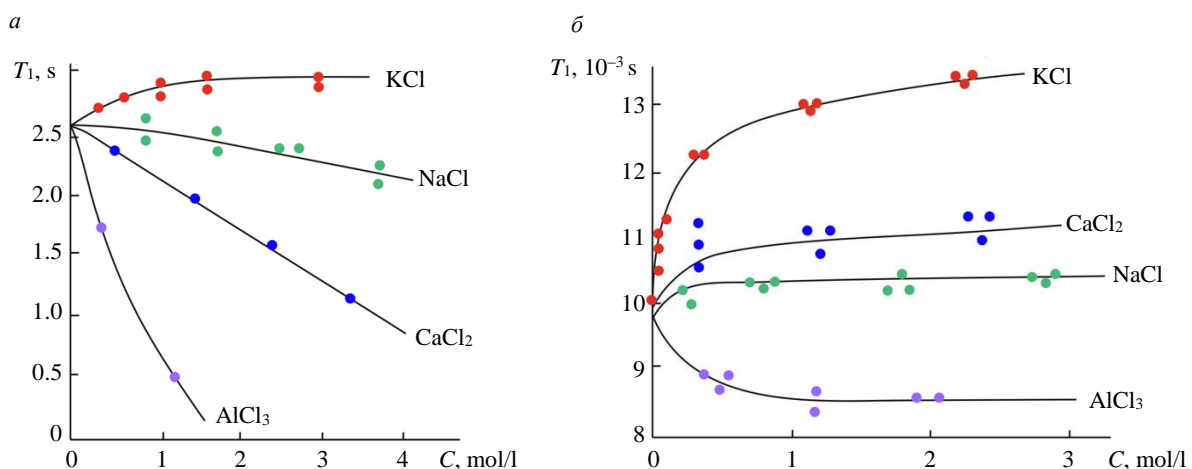 а
T₁, s
KCl
2.5
NaCl
2.0
1.5
1.0
CaCl₂
0.5
AlCl₃
0
0 1 2 3 4 C, mol/l
б
T₁, 10⁻³ s
KCl
13
12
11
CaCl₂
NaCl
10
9
AlCl₃
8
0 1 2 3 C, mol/l